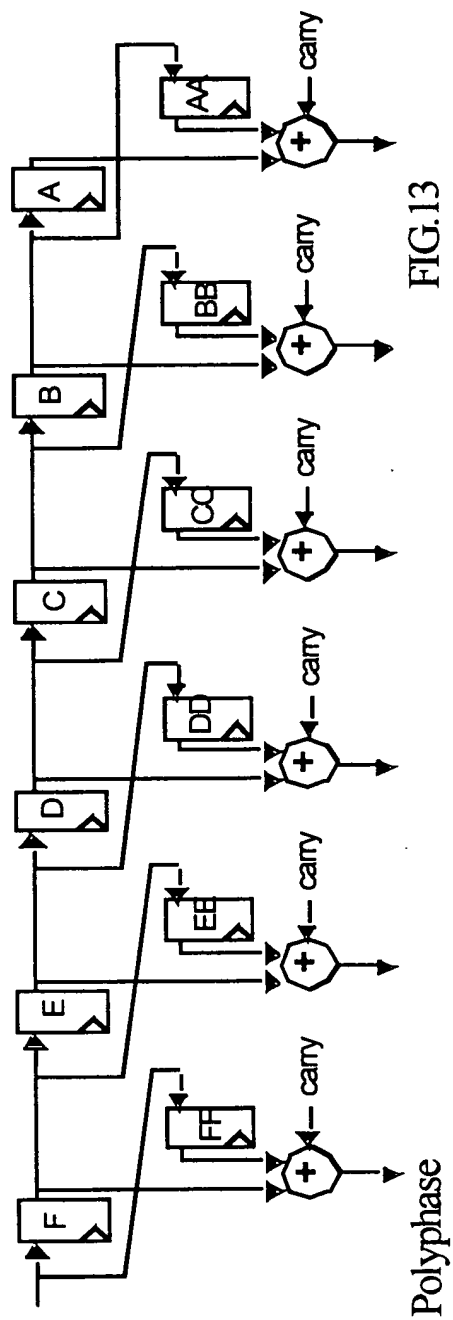 F
E
D
C
B
A
FF
EE
DD
CC
BB
AA
+ carry
+ carry
+ carry
+ carry
+ carry
+ carry
Polyphase
FIG.13